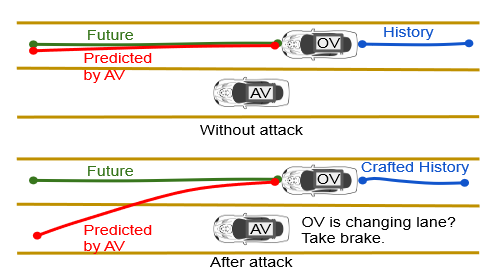 Future
OV
History
Predicted
by AV
AV
Without attack
Future
OV
Crafted History
Predicted
by AV
AV
OV is changing lane?
Take brake.
After attack